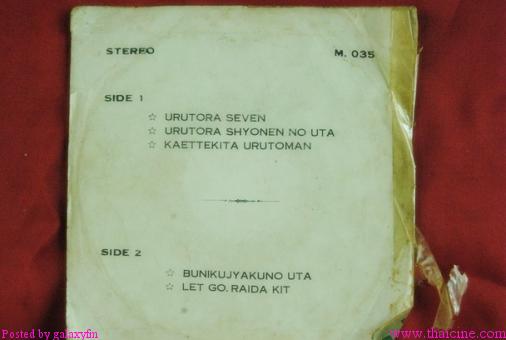 STEREO M. 035
SIDE 1
☆ URUTORA SEVEN
☆ URUTORA SHYONEN NO UTA
☆ KAETTEKITA URUTOMAN
SIDE 2
☆ BUNIKUJYAKUNO UTA
☆ LET GO. RAIDA KIT
Posted by galaxyfin www.thaicine.com